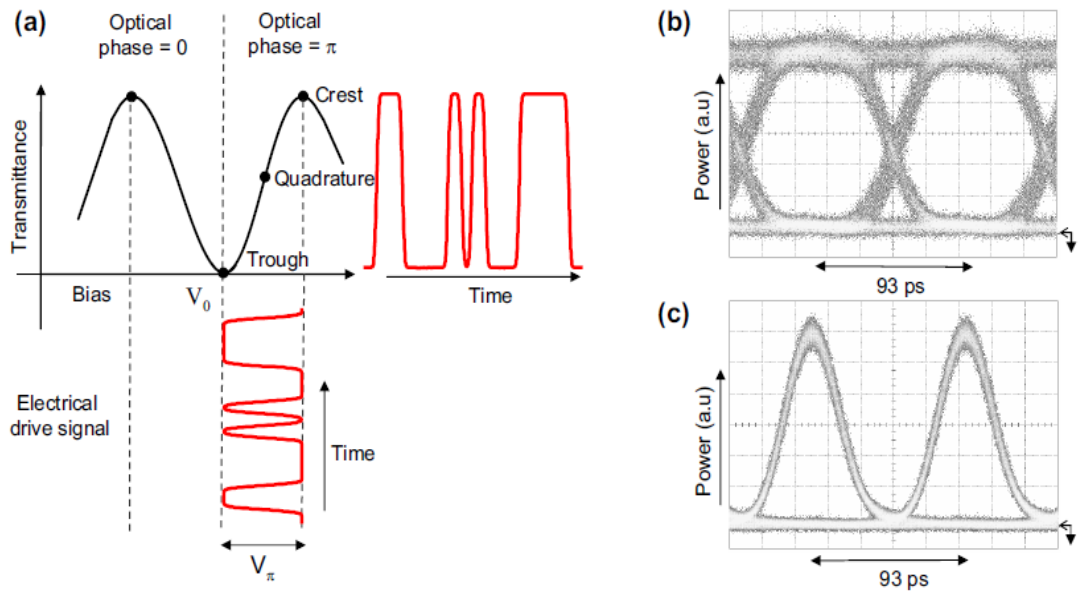 (a)
Optical
phase = 0
Optical
phase = π
Crest
Quadrature
Trough
Transmittance
Bias
V₀
Time
Electrical
drive signal
Time
Vπ
(b)
Power (a.u)
93 ps
(c)
Power (a.u)
93 ps